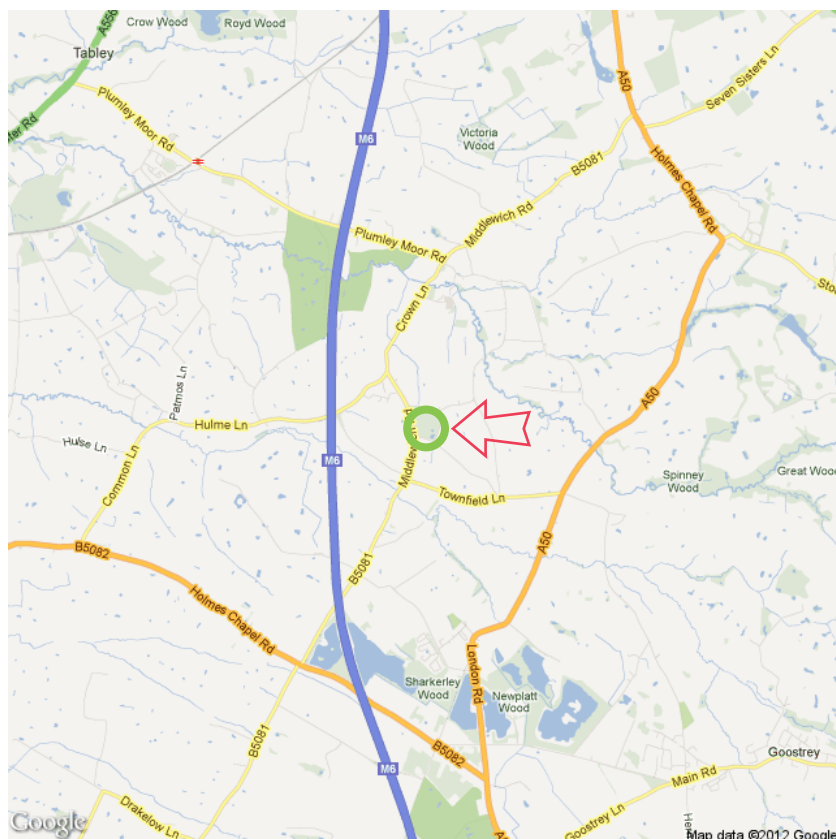 Crow Wood
Royd Wood
A556
Tabley
Seven Sisters Ln
A50
Plumley Moor Rd
M6
Victoria
Wood
B5081
Holmes Chapel Rd
Middlewich Rd
Plumley Moor Rd
Crown Ln
Patmos Ln
A50
Hulme Ln
Hulse Ln
M6
Common Ln
Spinney
Wood
Great Wood
Townfield Ln
A50
B5082
B5081
Holmes Chapel Rd
London Rd
Sharkerley
Wood
Newplatt
Wood
B5081
B5082
Goostrey
M6
Main Rd
Drakelow Ln
Goostrey Ln
Google
Map data ©2012 Google